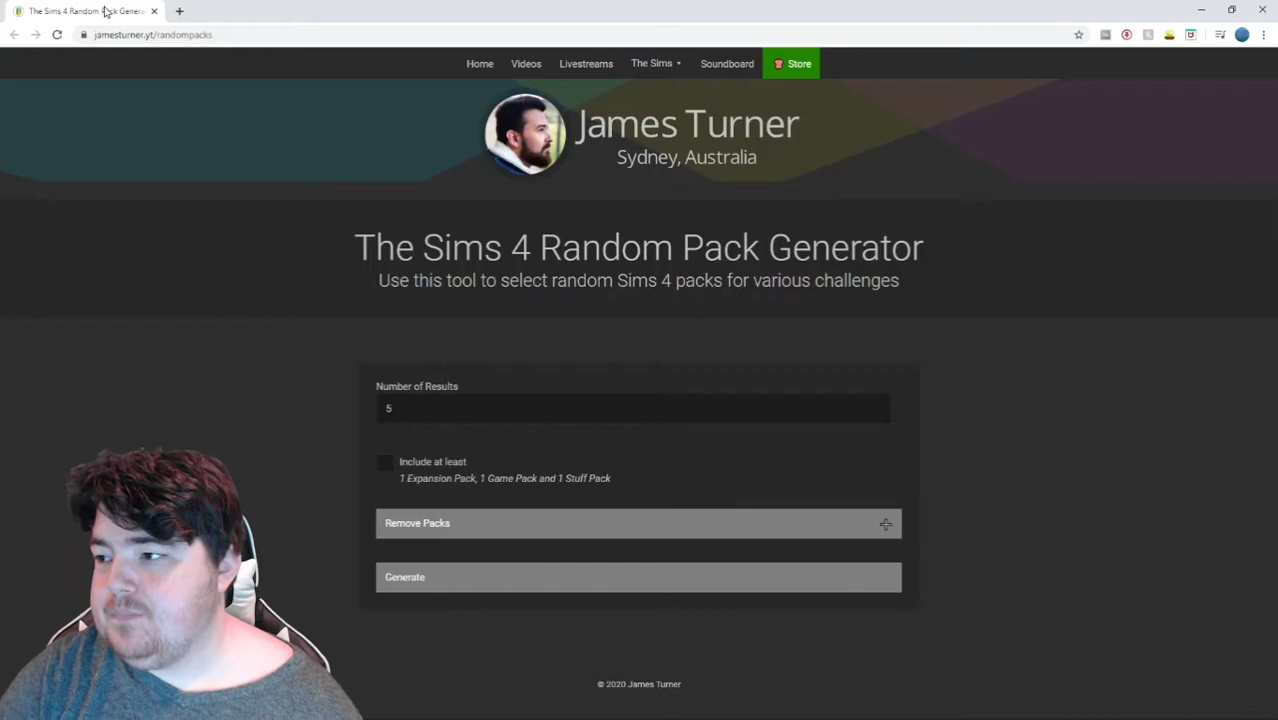 The Sims 4 Random Pack Genera
jamesturner.yt/randompacks
Home Videos Livestreams The Sims Soundboard Store
James Turner
Sydney, Australia
The Sims 4 Random Pack Generator
Use this tool to select random Sims 4 packs for various challenges
Number of Results
5
Include at least
1 Expansion Pack, 1 Game Pack and 1 Stuff Pack
Remove Packs
Generate
© 2020 James Turner